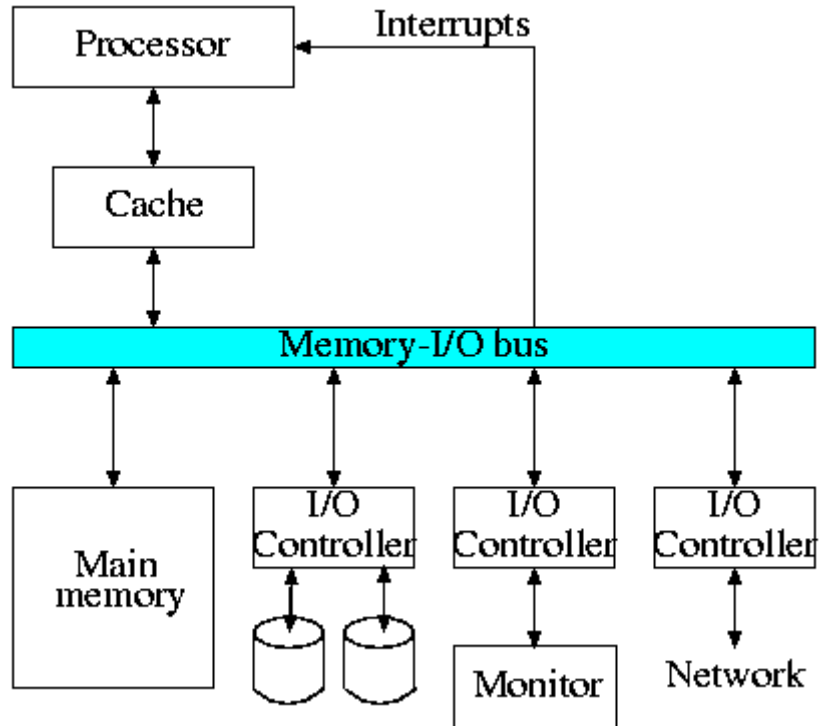 Processor
Interrupts
Cache
Memory-I/O bus
Main
memory
I/O
Controller
I/O
Controller
I/O
Controller
Monitor
Network